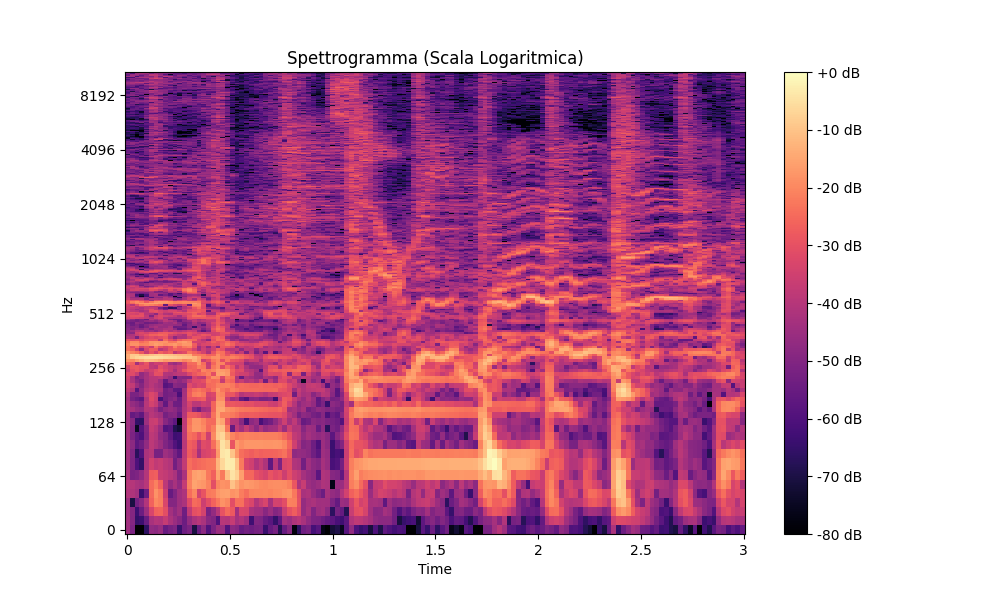 Spettrogramma (Scala Logaritmica)
8192
4096
2048
1024
512
256
128
64
0
Hz
0
0.5
1
1.5
2
2.5
3
Time
+0 dB
-10 dB
-20 dB
-30 dB
-40 dB
-50 dB
-60 dB
-70 dB
-80 dB